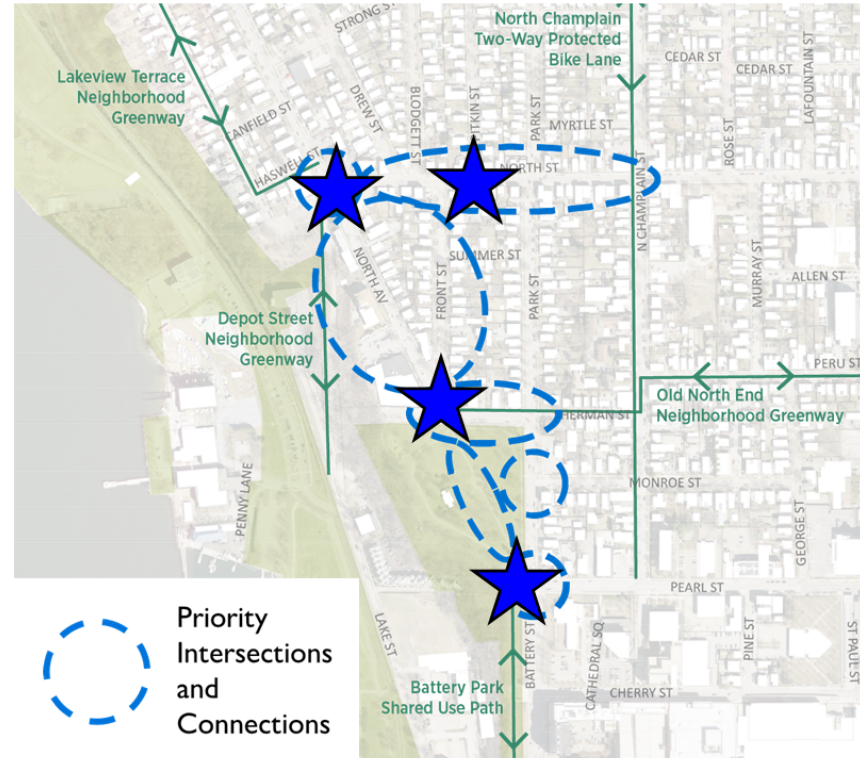 STRONG ST
North Champlain
Two-Way Protected
Bike Lane
CEDAR ST
CEDAR ST
LAFOUNTAIN ST
Lakeview Terrace
Neighborhood
Greenway
CANFIELD ST
DREW ST
BLODGETT ST
PITKIN ST
PARK ST
MYRTLE ST
ROSE ST
HASWELL ST
NORTH ST
N CHAMPLAIN ST
NORTH AV
FRONT ST
SUMMER ST
PARK ST
MURRAY ST
ALLEN ST
Depot Street
Neighborhood
Greenway
PERU ST
Old North End
Neighborhood Greenway
HERMAN ST
PENNY LANE
MONROE ST
GEORGE ST
PEARL ST
LAKE ST
BATTERY ST
CATHEDRAL SQ
PINE ST
ST PAUL ST
CHERRY ST
Battery Park
Shared Use Path
Priority
Intersections
and
Connections